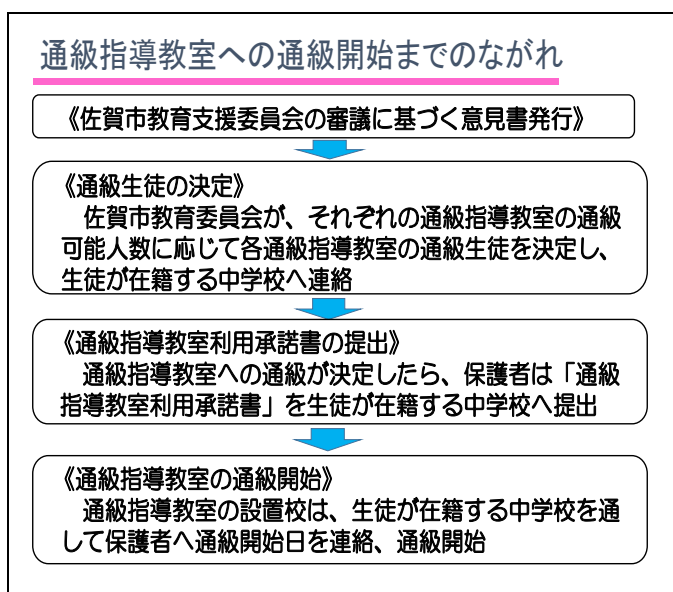 通級指導教室への通級開始までのながれ
《佐賀市教育支援委員会の審議に基づく意見書発行》
《通級生徒の決定》
　佐賀市教育委員会が、それぞれの通級指導教室の通級
可能人数に応じて各通級指導教室の通級生徒を決定し、
生徒が在籍する中学校へ連絡
《通級指導教室利用承諾書の提出》
　通級指導教室への通級が決定したら、保護者は「通級
指導教室利用承諾書」を生徒が在籍する中学校へ提出
《通級指導教室の通級開始》
　通級指導教室の設置校は、生徒が在籍する中学校を通
して保護者へ通級開始日を連絡、通級開始